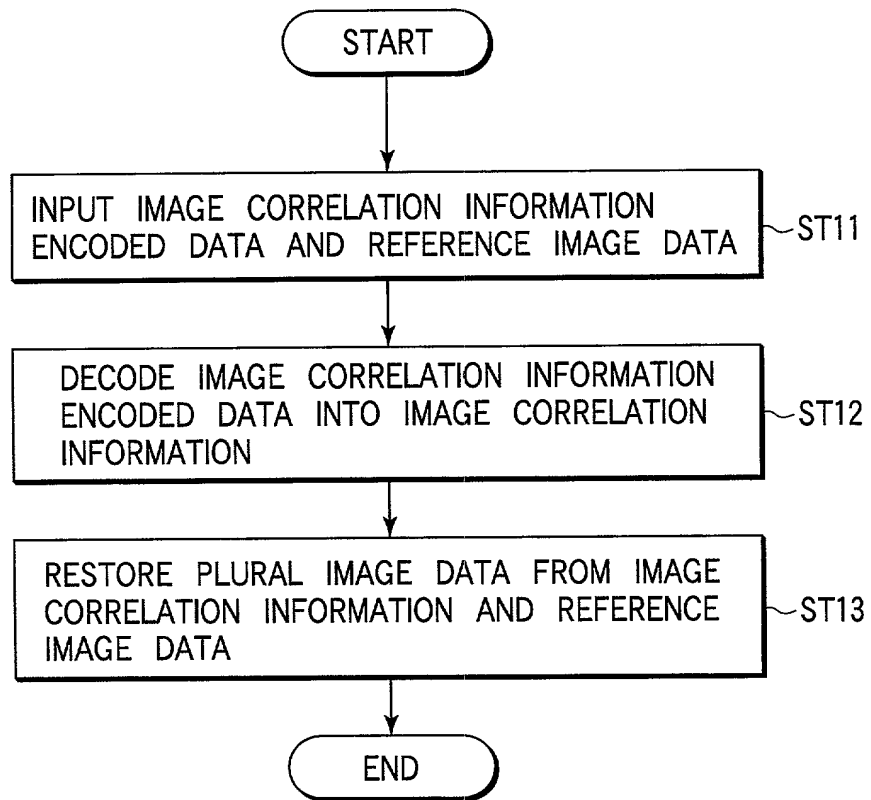 START
INPUT IMAGE CORRELATION INFORMATION
ENCODED DATA AND REFERENCE IMAGE DATA
ST11
DECODE IMAGE CORRELATION INFORMATION
ENCODED DATA INTO IMAGE CORRELATION
INFORMATION
ST12
RESTORE PLURAL IMAGE DATA FROM IMAGE
CORRELATION INFORMATION AND REFERENCE
IMAGE DATA
ST13
END